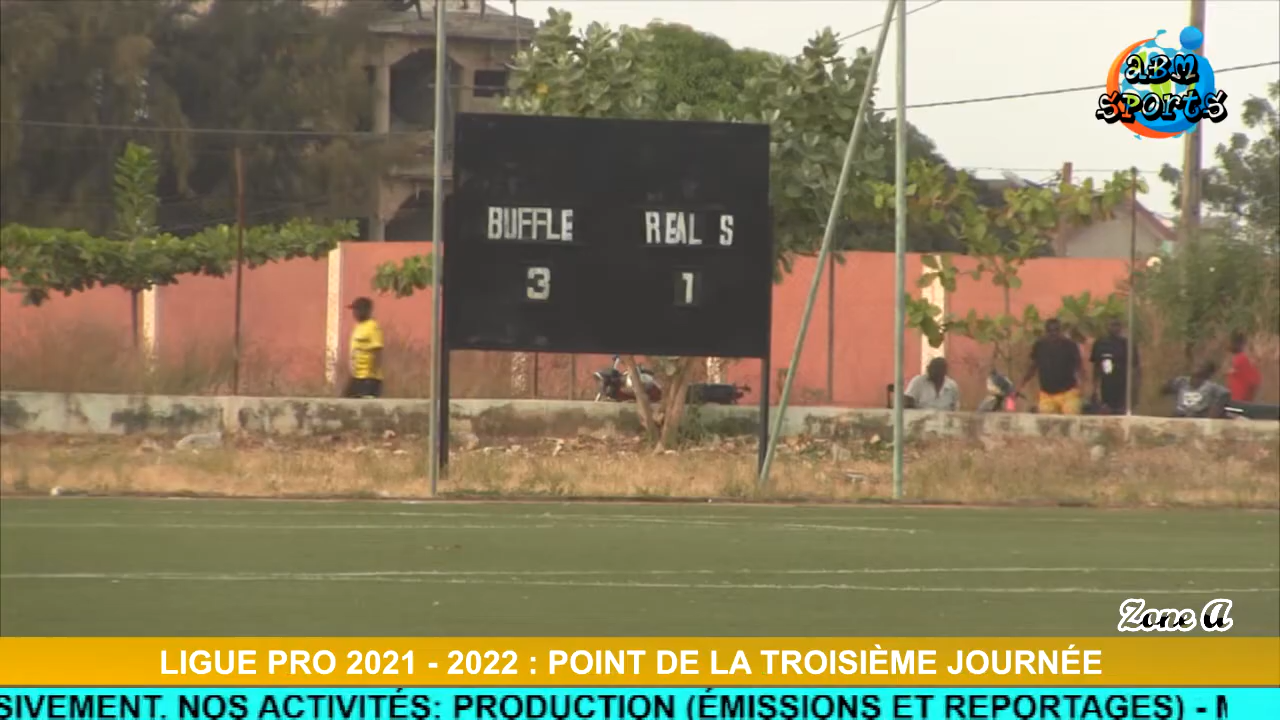 aBM
sports
BUFFLE REAL S
3 1
Zone A
LIGUE PRO 2021 - 2022 : POINT DE LA TROISIÈME JOURNÉE
SIVEMENT. NOS ACTIVITÉS: PRODUCTION (ÉMISSIONS ET REPORTAGES) -